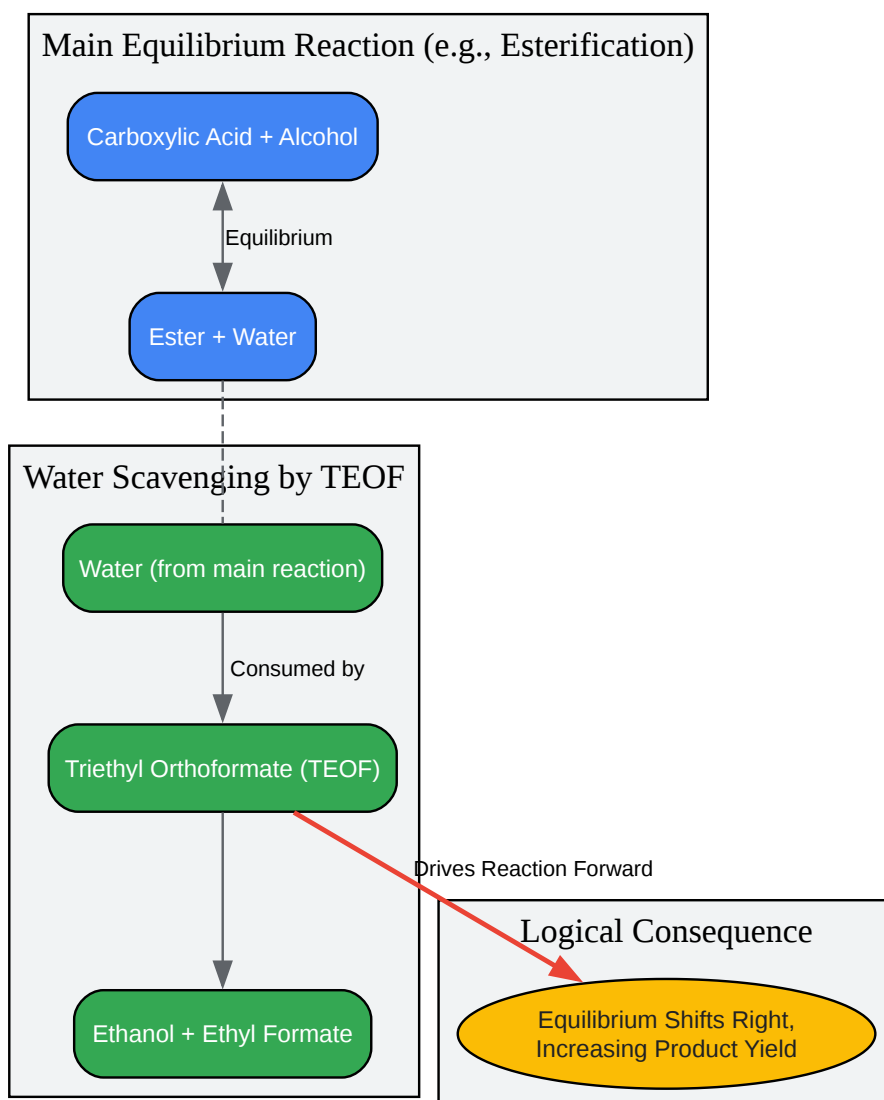 Main Equilibrium Reaction (e.g., Esterification)
Carboxylic Acid + Alcohol
Equilibrium
Ester + Water
Water Scavenging by TEOF
Water (from main reaction)
Consumed by
Triethyl Orthoformate (TEOF)
Drives Reaction Forward
Logical Consequence
Ethanol + Ethyl Formate
Equilibrium Shifts Right,
Increasing Product Yield